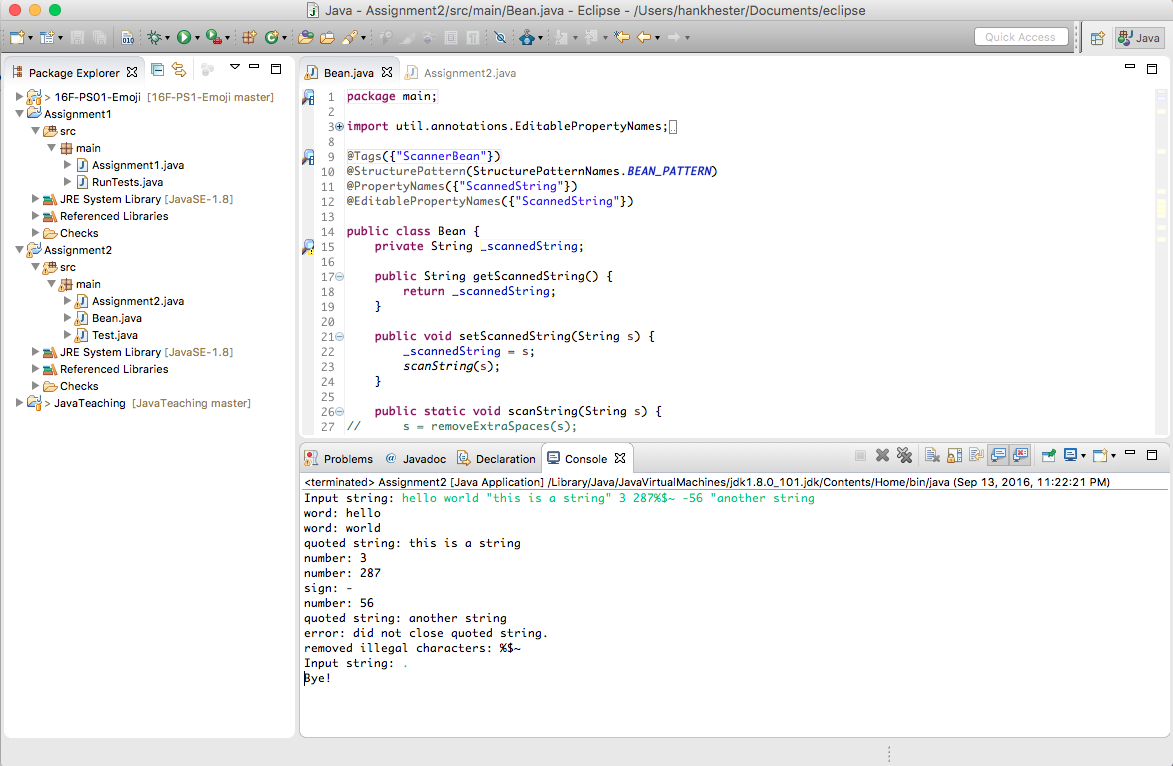 Java - Assignment2/src/main/Bean.java - Eclipse - /Users/hankhester/Documents/eclipse
010
Quick Access
Java
Package Explorer
> 16F-PS01-Emoji [16F-PS1-Emoji master]
Assignment1
src
main
Assignment1.java
RunTests.java
JRE System Library [JavaSE-1.8]
Referenced Libraries
Checks
Assignment2
src
main
Assignment2.java
Bean.java
Test.java
JRE System Library [JavaSE-1.8]
Referenced Libraries
Checks
> JavaTeaching [JavaTeaching master]
Bean.java Assignment2.java
1 package main;
2
3 import util.annotations.EditablePropertyNames;
8
9 @Tags({"ScannerBean"})
10 @StructurePattern(StructurePatternNames.BEAN_PATTERN)
11 @PropertyNames({"ScannedString"})
12 @EditablePropertyNames({"ScannedString"})
13
14 public class Bean {
15 private String _scannedString;
16
17 public String getScannedString() {
18 return _scannedString;
19 }
20
21 public void setScannedString(String s) {
22 _scannedString = s;
23 scanString(s);
24 }
25
26 public static void scanString(String s) {
27 // s = removeExtraSpaces(s);
Problems @ Javadoc Declaration Console
<terminated> Assignment2 [Java Application] /Library/Java/JavaVirtualMachines/jdk1.8.0_101.jdk/Contents/Home/bin/java (Sep 13, 2016, 11:22:21 PM)
Input string: hello world "this is a string" 3 287%$~ -56 "another string
word: hello
word: world
quoted string: this is a string
number: 3
number: 287
sign: -
number: 56
quoted string: another string
error: did not close quoted string.
removed illegal characters: %$~
Input string: .
Bye!